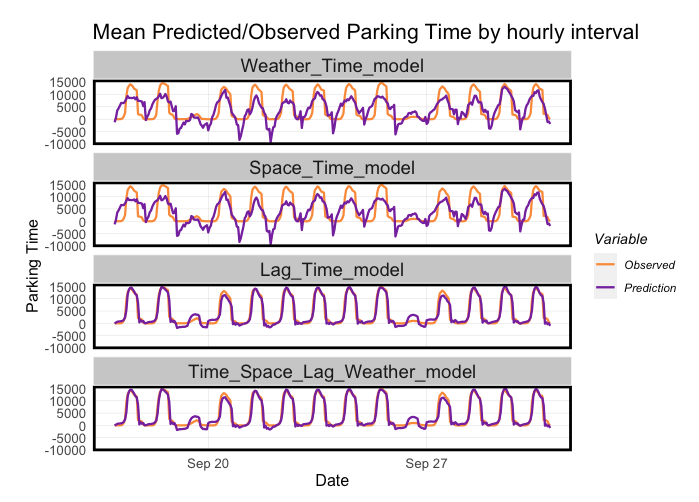 Mean Predicted/Observed Parking Time by hourly interval
Weather_Time_model
15000
10000
5000
0
-5000
-10000
Space_Time_model
15000
10000
5000
0
-5000
-10000
Lag_Time_model
15000
10000
5000
0
-5000
-10000
Time_Space_Lag_Weather_model
15000
10000
5000
0
-5000
-10000
Parking Time
Sep 20
Sep 27
Date
Variable
Observed
Prediction